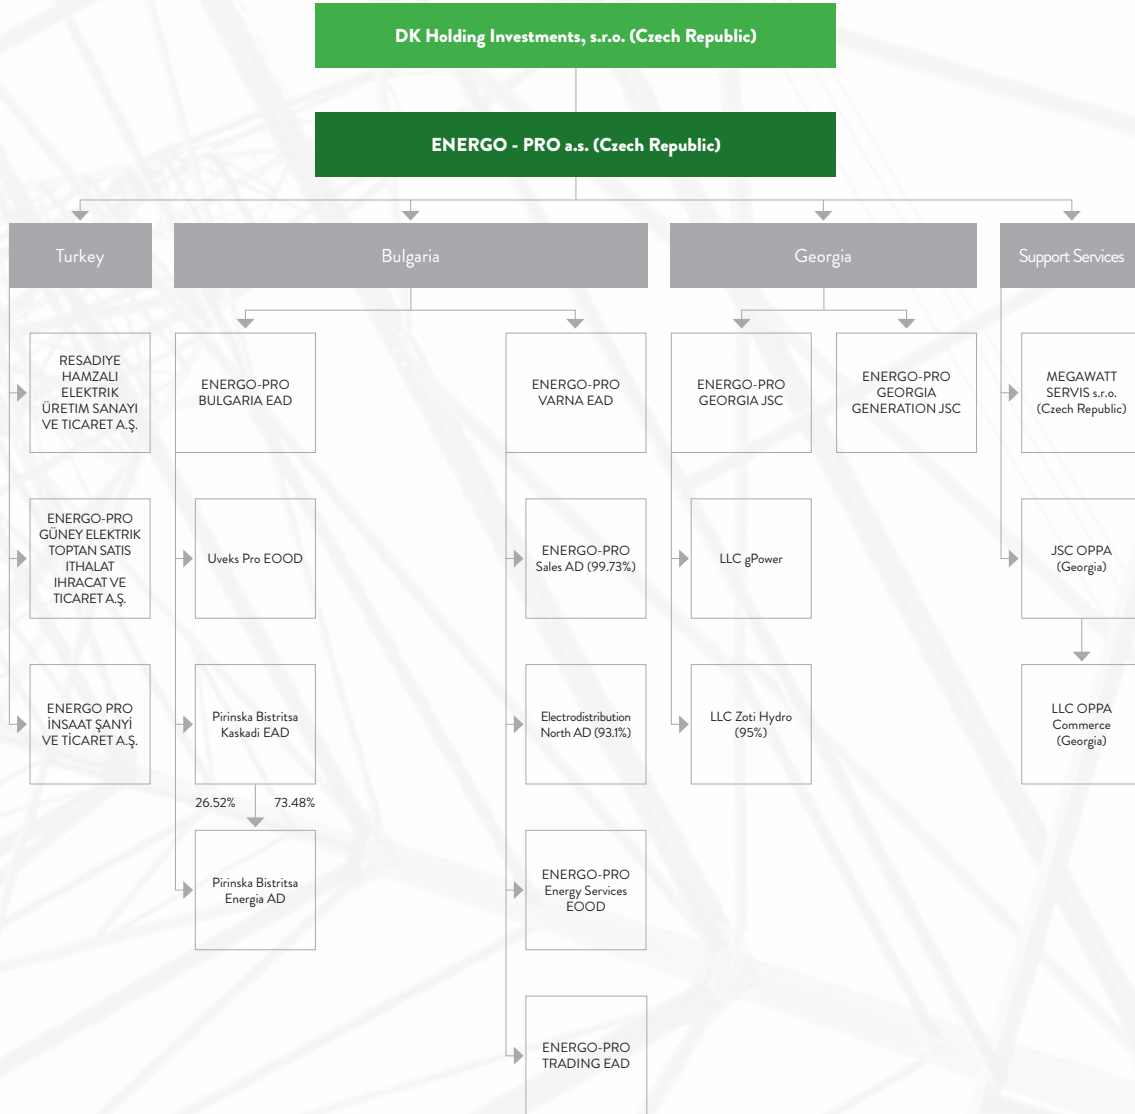 DK Holding Investments, s.r.o. (Czech Republic)
ENERGO - PRO a.s. (Czech Republic)
Turkey
Bulgaria
Georgia
Support Services
RESADIYE
HAMZALI
ELEKTRIK
ÜRETIM SANAYI
VE TICARET A.Ş.
ENERGO-PRO
BULGARIA EAD
ENERGO-PRO
VARNA EAD
ENERGO-PRO
GEORGIA JSC
ENERGO-PRO
GEORGIA
GENERATION JSC
MEGAWATT
SERVIS s.r.o.
(Czech Republic)
ENERGO-PRO
GÜNEY ELEKTRIK
TOPTAN SATIS
ITHALAT
IHRACAT VE
TICARET A.Ş.
Uveks Pro EOOD
ENERGO-PRO
Sales AD (99.73%)
LLC gPower
JSC OPPA
(Georgia)
ENERGO PRO
İNSAAT ŞANYİ
VE TİCARET A.Ş.
Pirinska Bistritsa
Kaskadi EAD
Electrodistribution
North AD (93.1%)
LLC Zoti Hydro
(95%)
LLC OPPA
Commerce
(Georgia)
26.52% 73.48%
Pirinska Bistritsa
Energia AD
ENERGO-PRO
Energy Services
EOOD
ENERGO-PRO
TRADING EAD